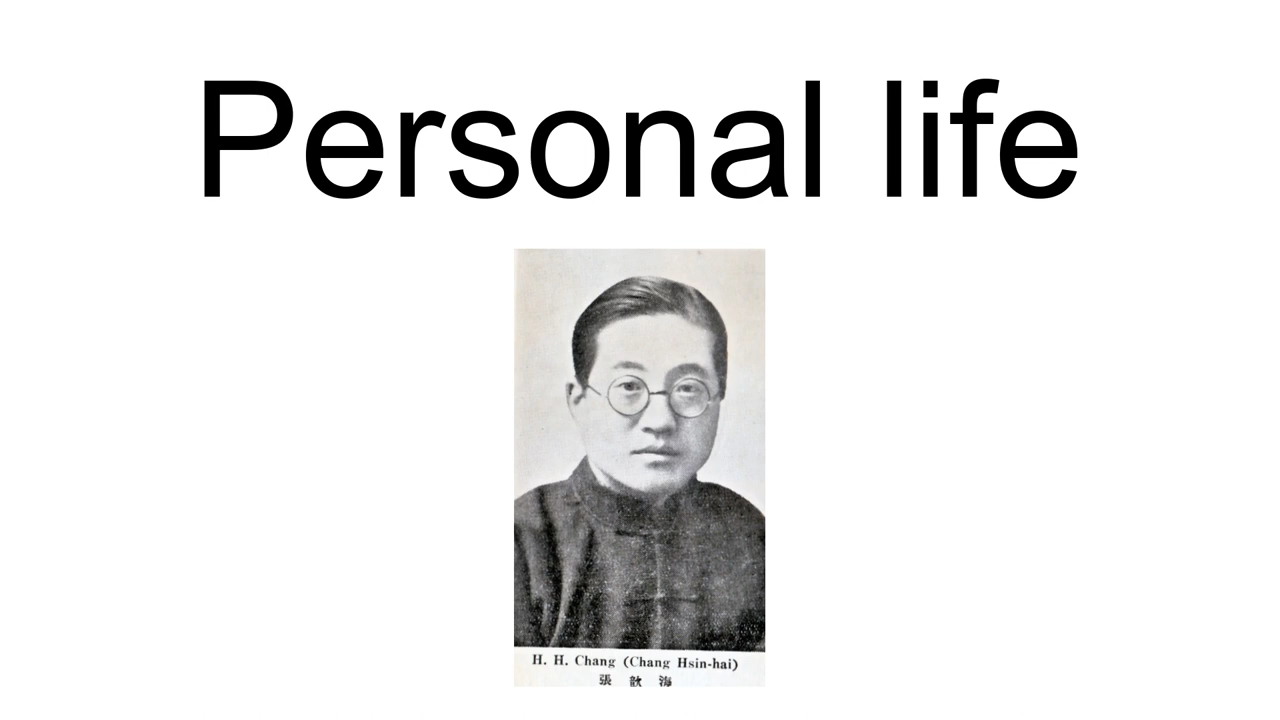 Personal life
H. H. Chang (Chang Hsin-hai)
張 歆 海